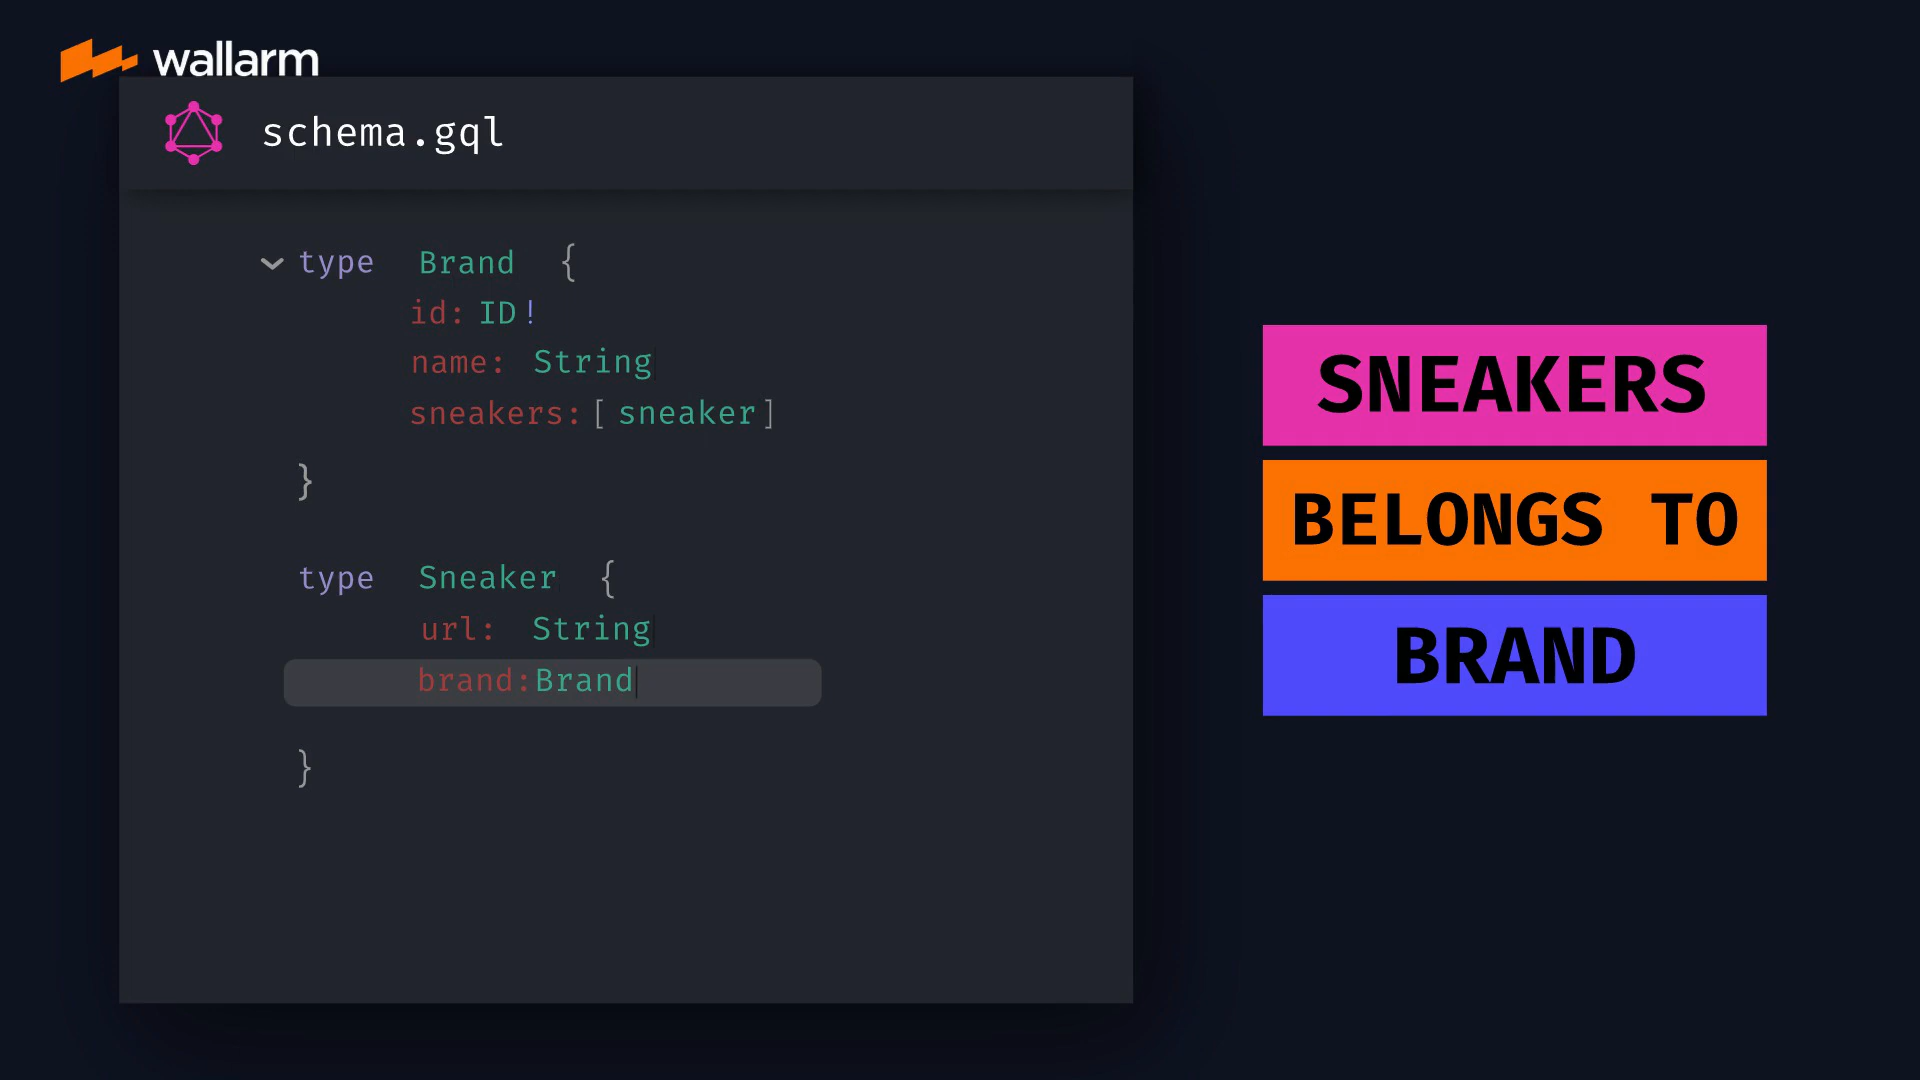 wallarm
schema.gql
type Brand {
id: ID!
name: String
sneakers: [ sneaker ]
}
type Sneaker {
url: String
brand:Brand
}
SNEAKERS
BELONGS TO
BRAND